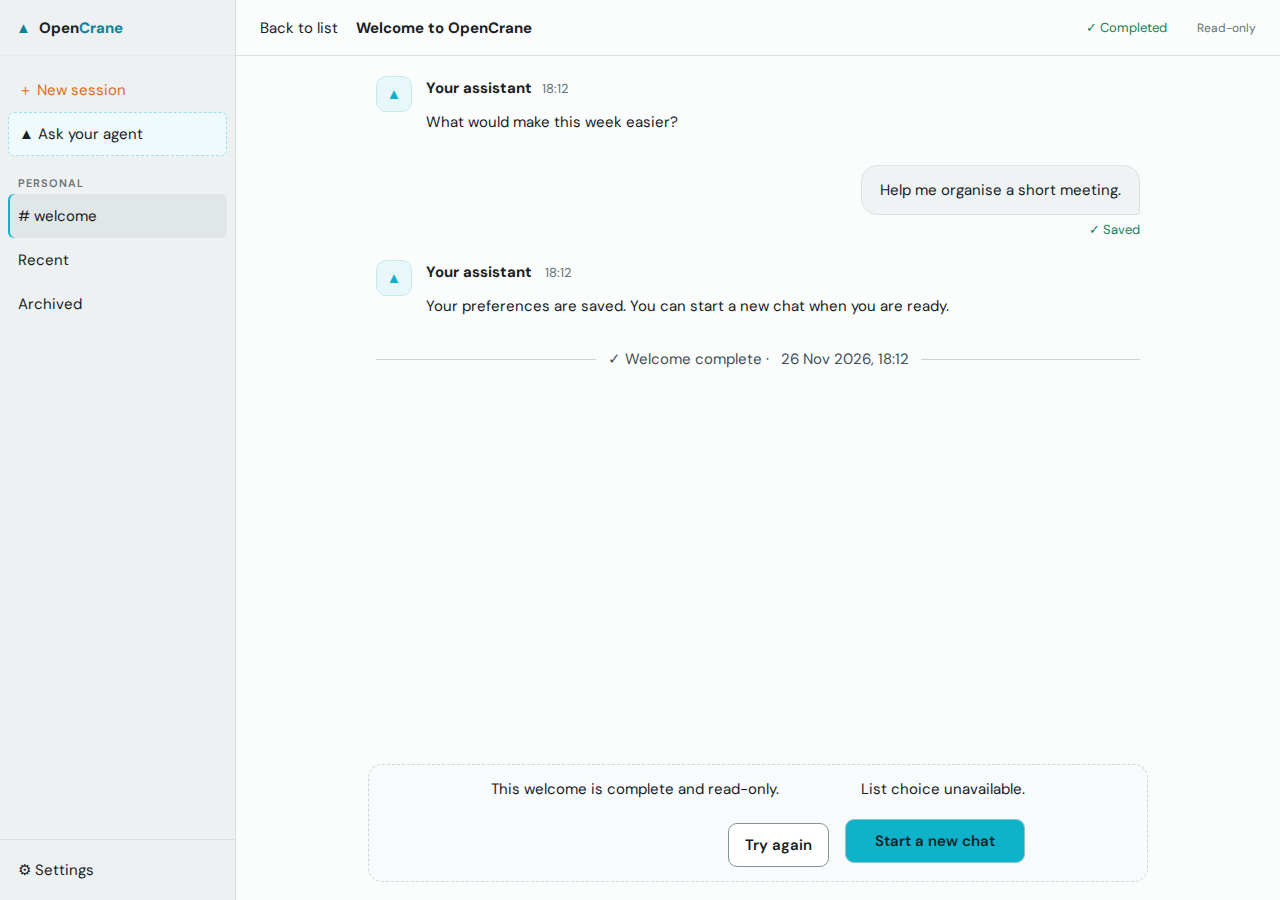 ▲ OpenCrane
+ New session
▲ Ask your agent
PERSONAL
# welcome
Recent
Archived
⚙ Settings
Back to list Welcome to OpenCrane ✓ Completed Read-only
▲ Your assistant 18:12
What would make this week easier?
Help me organise a short meeting.
✓ Saved
▲ Your assistant 18:12
Your preferences are saved. You can start a new chat when you are ready.
✓ Welcome complete · 26 Nov 2026, 18:12
This welcome is complete and read-only. List choice unavailable.
Try again Start a new chat